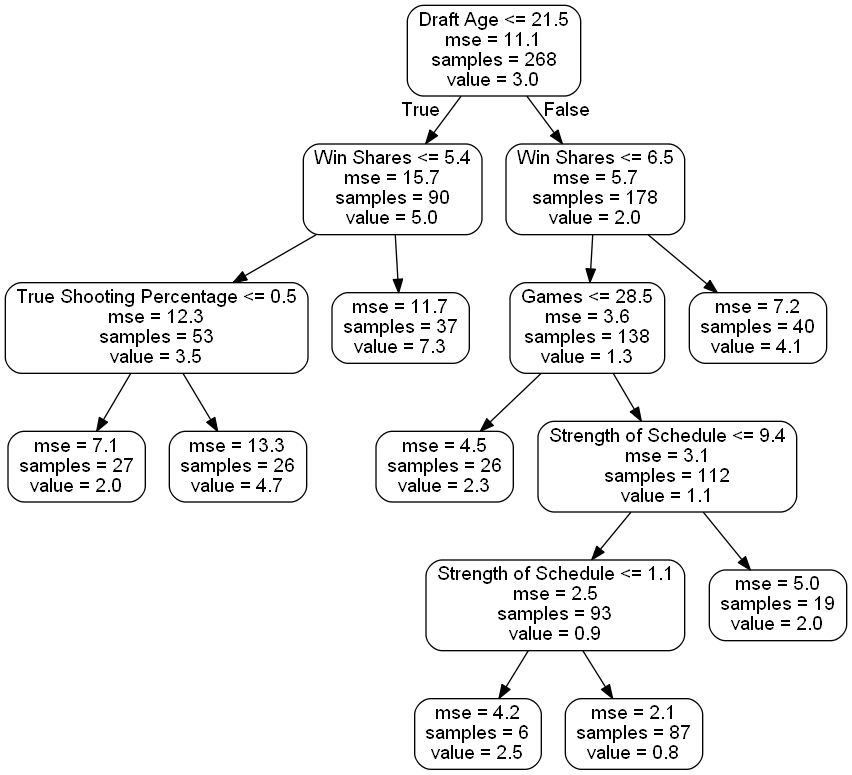 Draft Age <= 21.5
mse = 11.1
samples = 268
value = 3.0
True
False
Win Shares <= 5.4
mse = 15.7
samples = 90
value = 5.0
Win Shares <= 6.5
mse = 5.7
samples = 178
value = 2.0
True Shooting Percentage <= 0.5
mse = 12.3
samples = 53
value = 3.5
mse = 11.7
samples = 37
value = 7.3
Games <= 28.5
mse = 3.6
samples = 138
value = 1.3
mse = 7.2
samples = 40
value = 4.1
mse = 7.1
samples = 27
value = 2.0
mse = 13.3
samples = 26
value = 4.7
mse = 4.5
samples = 26
value = 2.3
Strength of Schedule <= 9.4
mse = 3.1
samples = 112
value = 1.1
Strength of Schedule <= 1.1
mse = 2.5
samples = 93
value = 0.9
mse = 5.0
samples = 19
value = 2.0
mse = 4.2
samples = 6
value = 2.5
mse = 2.1
samples = 87
value = 0.8